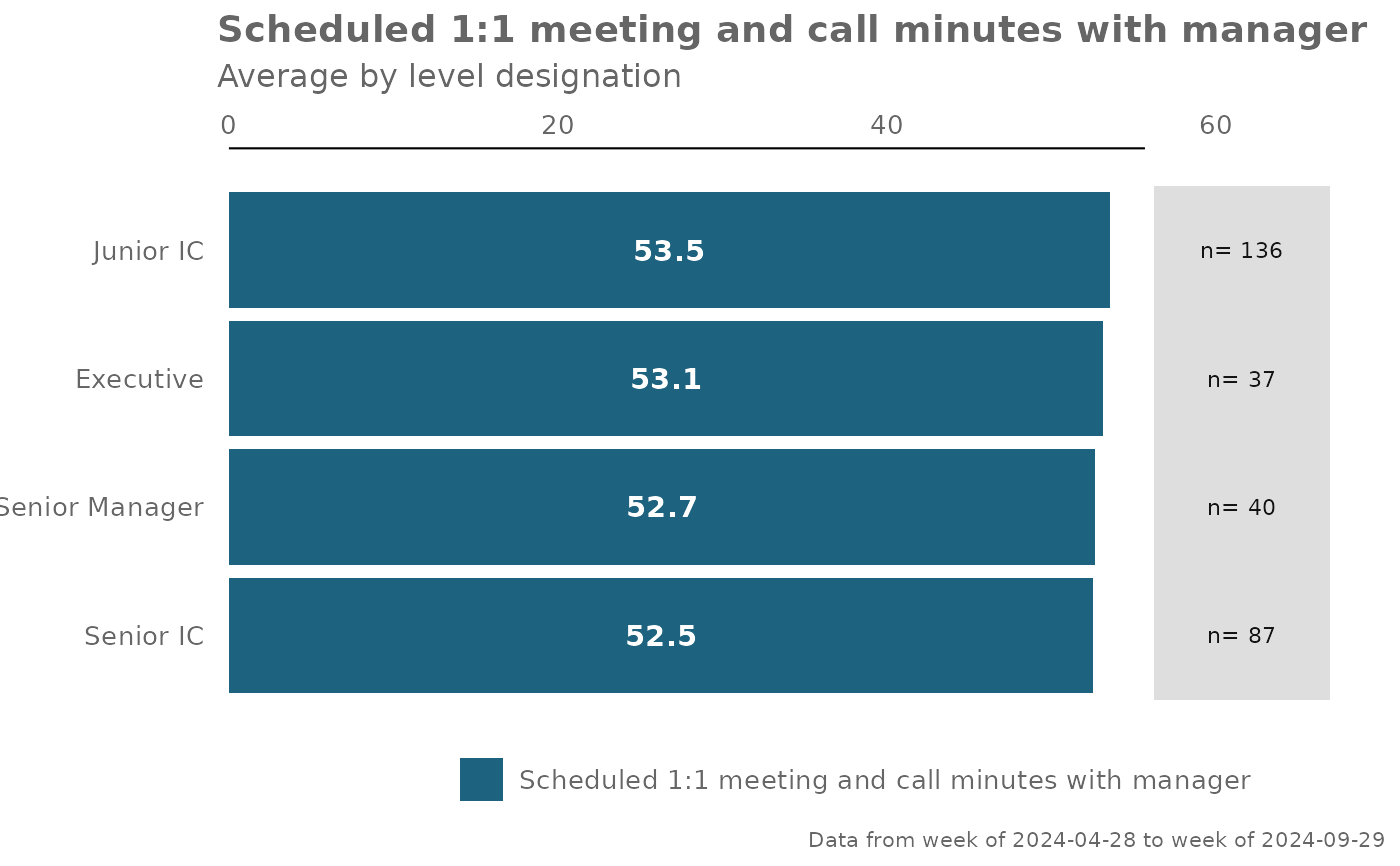 Scheduled 1:1 meeting and call minutes with manager
Average by level designation
0 20 40 60
Junior IC 53.5 n= 136
Executive 53.1 n= 37
Senior Manager 52.7 n= 40
Senior IC 52.5 n= 87
Scheduled 1:1 meeting and call minutes with manager
Data from week of 2024-04-28 to week of 2024-09-29